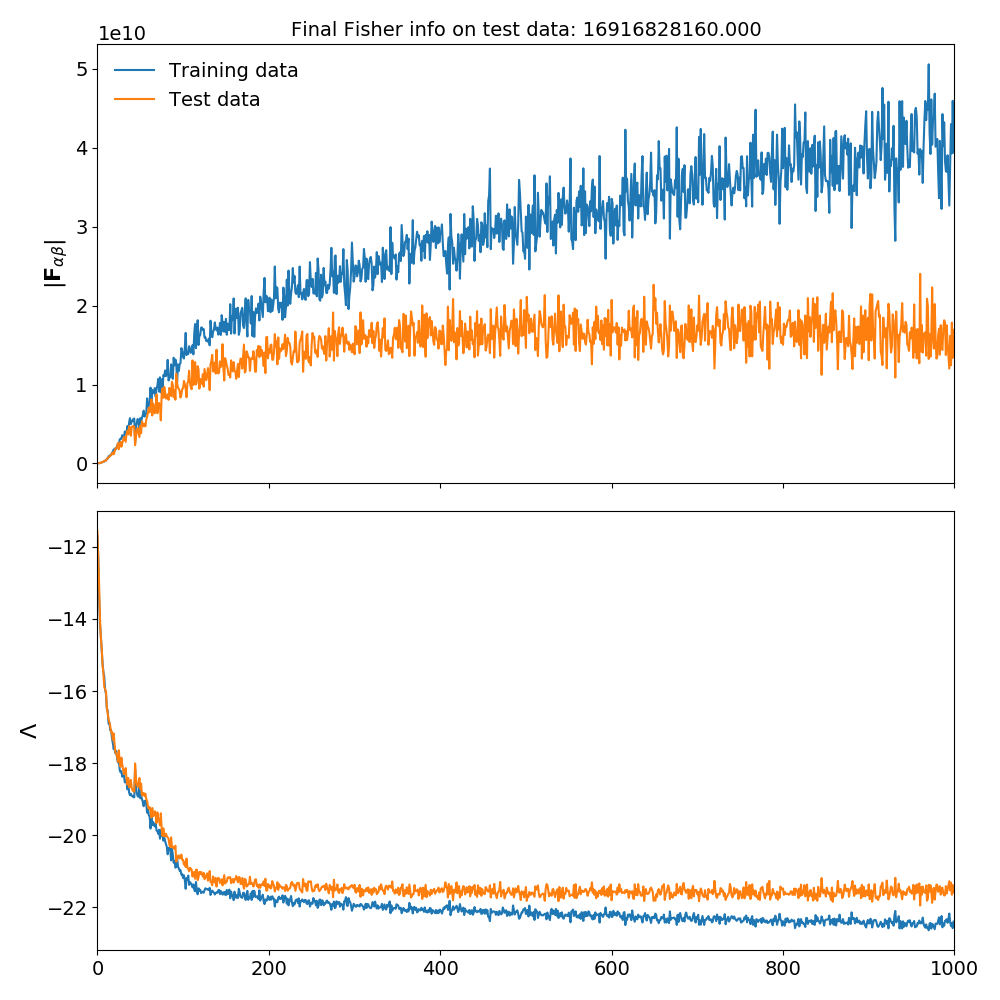 Final Fisher info on test data: 16916828160.000
1e10
Training data
Test data
5
4
3
2
1
0
|F_αβ|
−12
−14
−16
−18
−20
−22
Λ
0 200 400 600 800 1000